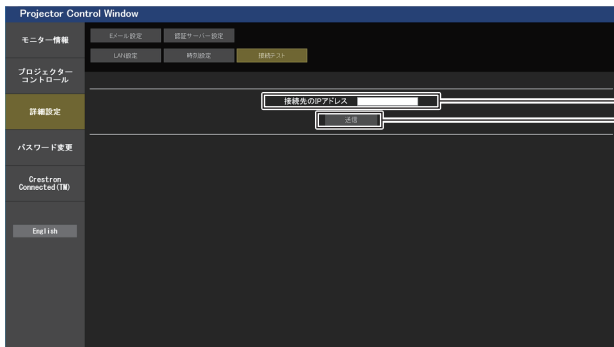 Projector Control Window
モニター情報
プロジェクター
コントロール
詳細設定
パスワード変更
Crestron
Connected(TM)
English
Eメール設定 認証サーバー設定
LAN設定 時刻設定 接続テスト
接続先のIPアドレス
送信